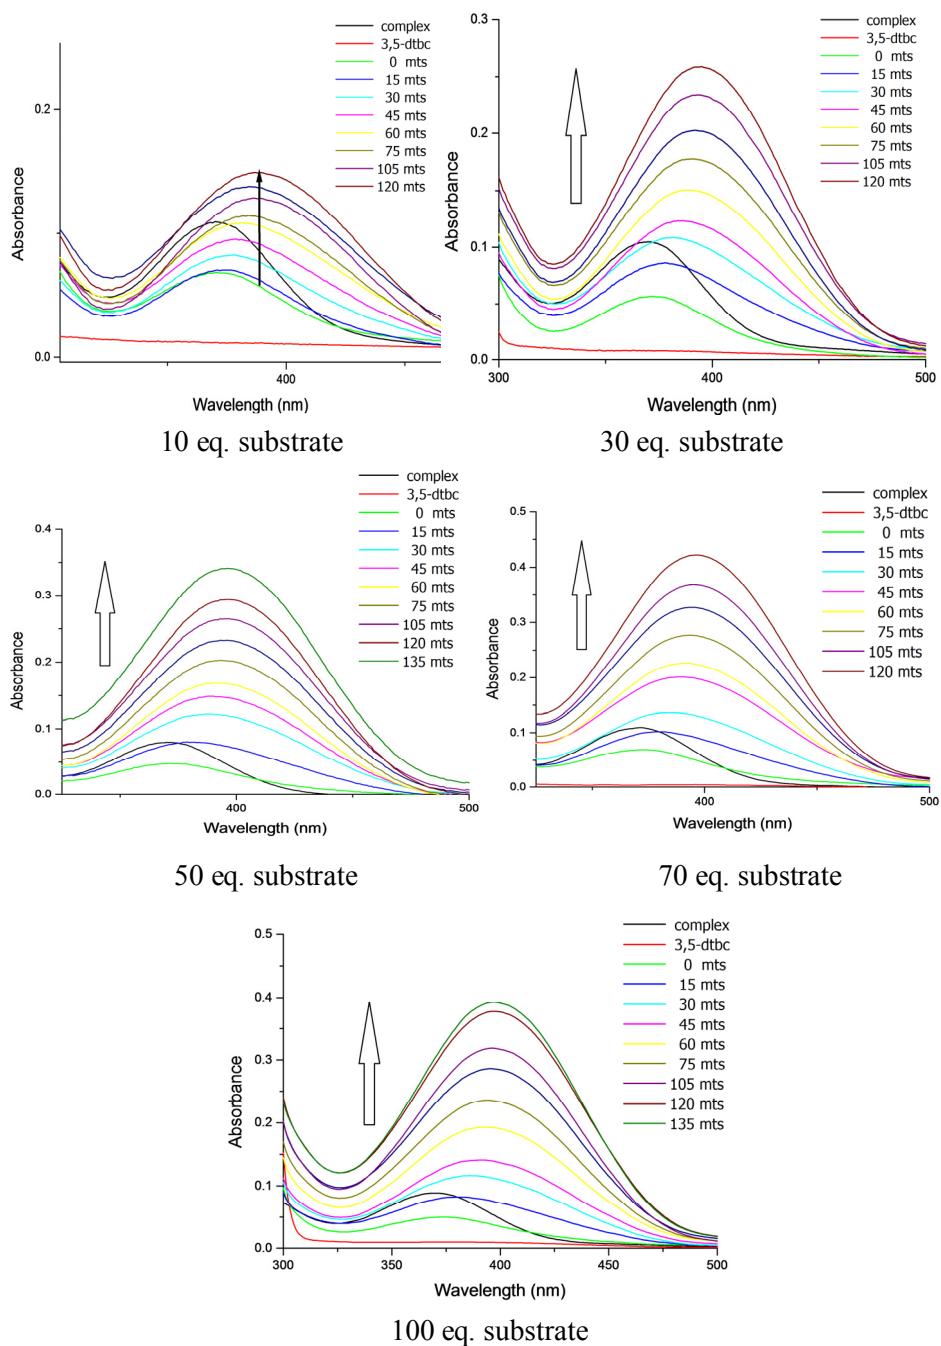 complex
3,5-dtbc
0 mts
15 mts
30 mts
45 mts
60 mts
75 mts
105 mts
120 mts
0.2
0.0
Absorbance
400
Wavelength (nm)
10 eq. substrate
complex
3,5-dtbc
0 mts
15 mts
30 mts
45 mts
60 mts
75 mts
105 mts
120 mts
0.3
0.2
0.1
0.0
Absorbance
300 400 500
Wavelength (nm)
30 eq. substrate
complex
3,5-dtbc
0 mts
15 mts
30 mts
45 mts
60 mts
75 mts
105 mts
120 mts
135 mts
0.4
0.3
0.2
0.1
0.0
Absorbance
400 500
Wavelength (nm)
50 eq. substrate
complex
3,5-dtbc
0 mts
15 mts
30 mts
45 mts
60 mts
75 mts
105 mts
120 mts
0.5
0.4
0.3
0.2
0.1
0.0
Absorbance
400 500
Wavelength (nm)
70 eq. substrate
complex
3,5-dtbc
0 mts
15 mts
30 mts
45 mts
60 mts
75 mts
105 mts
120 mts
135 mts
0.5
0.4
0.3
0.2
0.1
0.0
Absorbance
300 350 400 450 500
Wavelength (nm)
100 eq. substrate